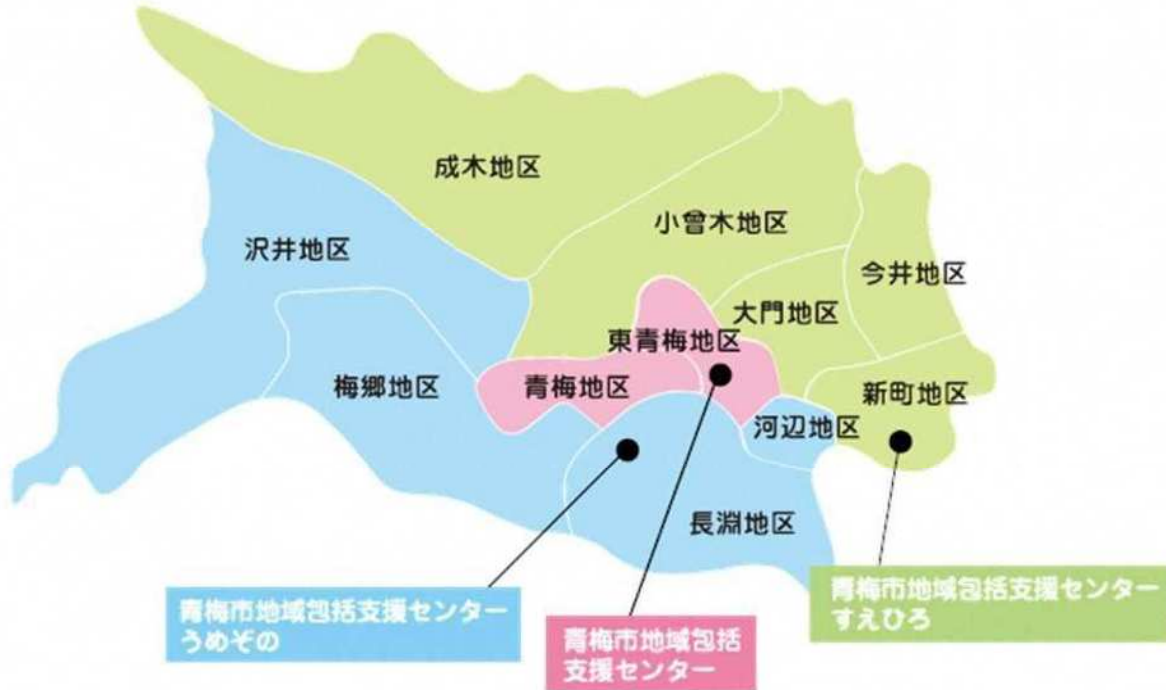 成木地区
小曾木地区
沢井地区
今井地区
大門地区
東青梅地区
梅郷地区
青梅地区
新町地区
河辺地区
長淵地区
青梅市地域包括支援センター
すえひろ
青梅市地域包括支援センター
うめぞの
青梅市地域包括
支援センター